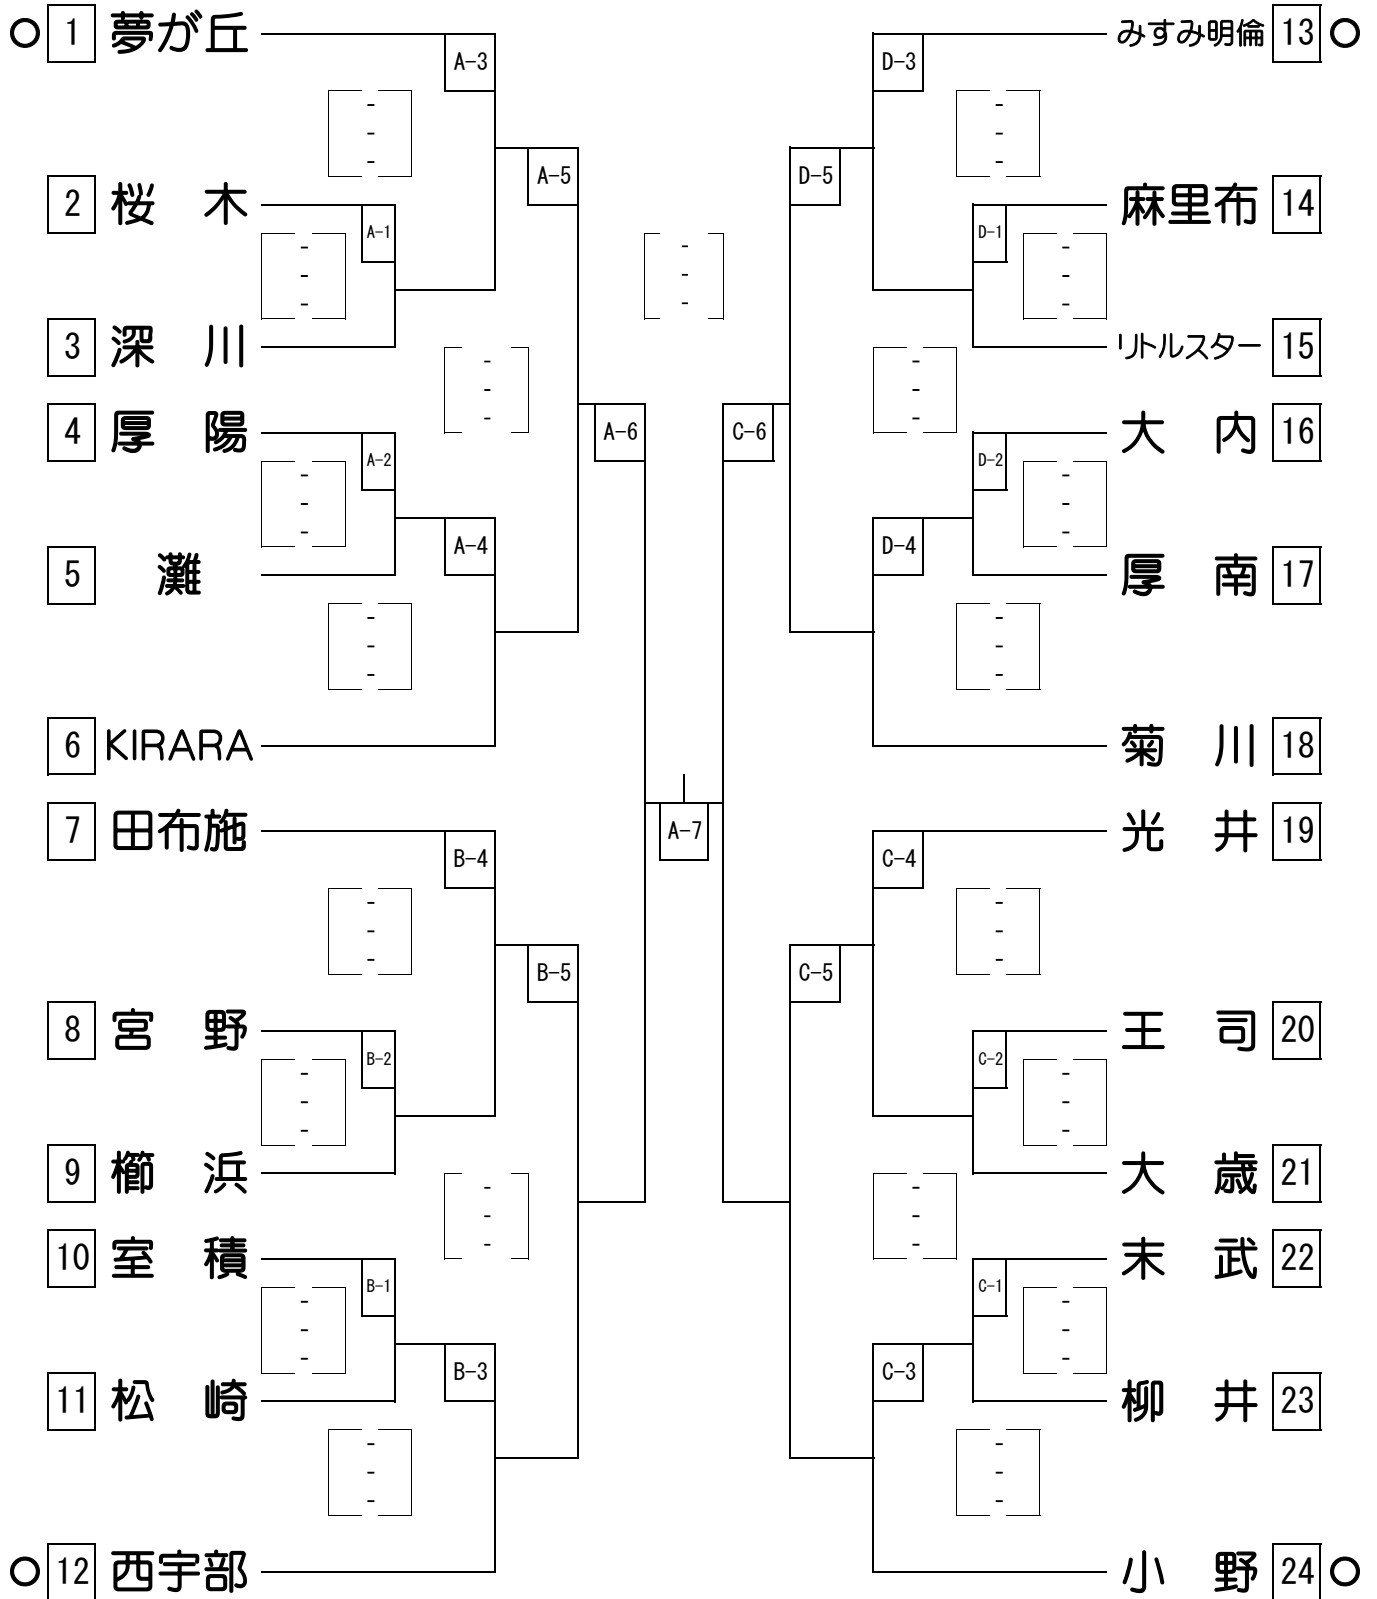 ○ 1 夢が丘 みすみ明倫 13 ○
A-3 D-3
-  -
-  -
-  -
A-5 D-5
2 桜 木 麻里布 14
A-1 D-1
-  -  -
-  -  -
-  -  -
3 深 川 リトルスター 15
-  -
-  -
-  -
4 厚 陽 A-6 C-6 大 内 16
A-2 D-2
-  -
-  -
-  -
A-4 D-4
5 灘 厚 南 17
-  -
-  -
-  -
6 KIRARA 菊 川 18
7 田布施 A-7 光 井 19
B-4 C-4
-  -
-  -
-  -
B-5 C-5
8 宮 野 王 司 20
B-2 C-2
-  -
-  -
-  -
9 櫛 浜 大 歳 21
-  -
-  -
-  -
10 室 積 末 武 22
B-1 C-1
-  -
-  -
-  -
B-3 C-3
11 松 崎 柳 井 23
-  -
-  -
-  -
○ 12 西宇部 小 野 24 ○